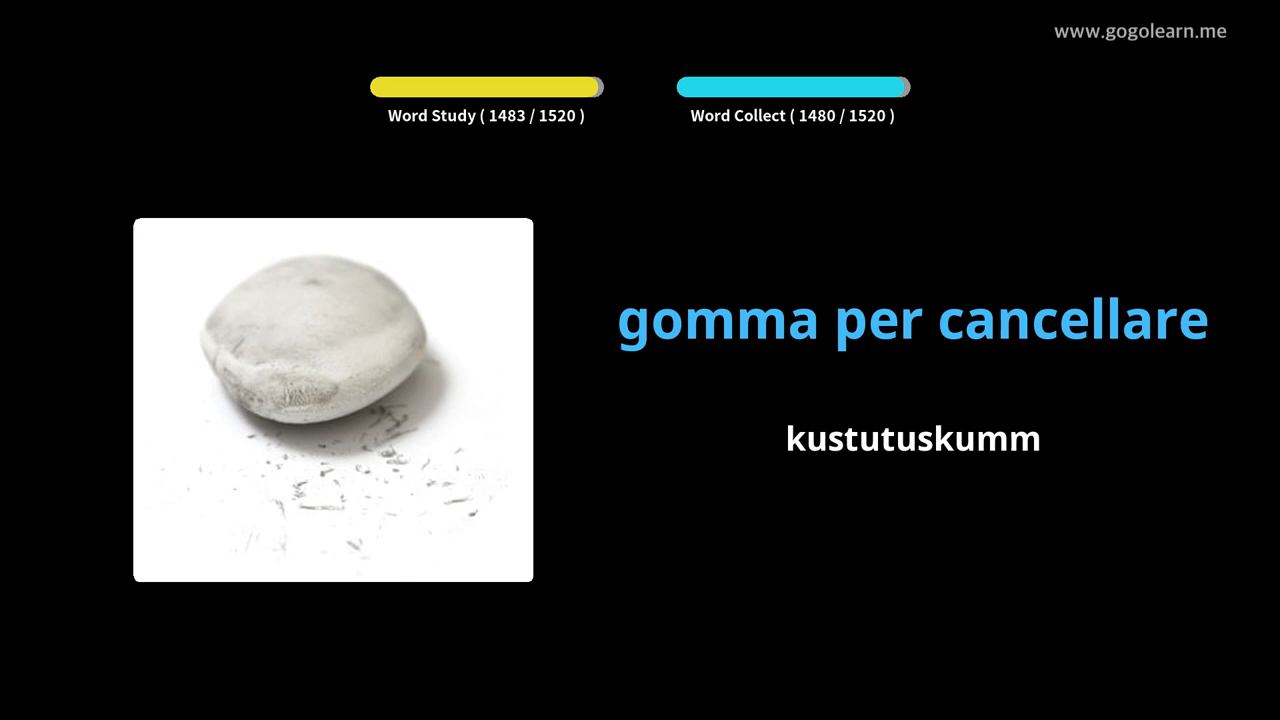 www.gogolearn.me
Word Study ( 1483 / 1520 )
Word Collect ( 1480 / 1520 )
gomma per cancellare
kustutuskumm